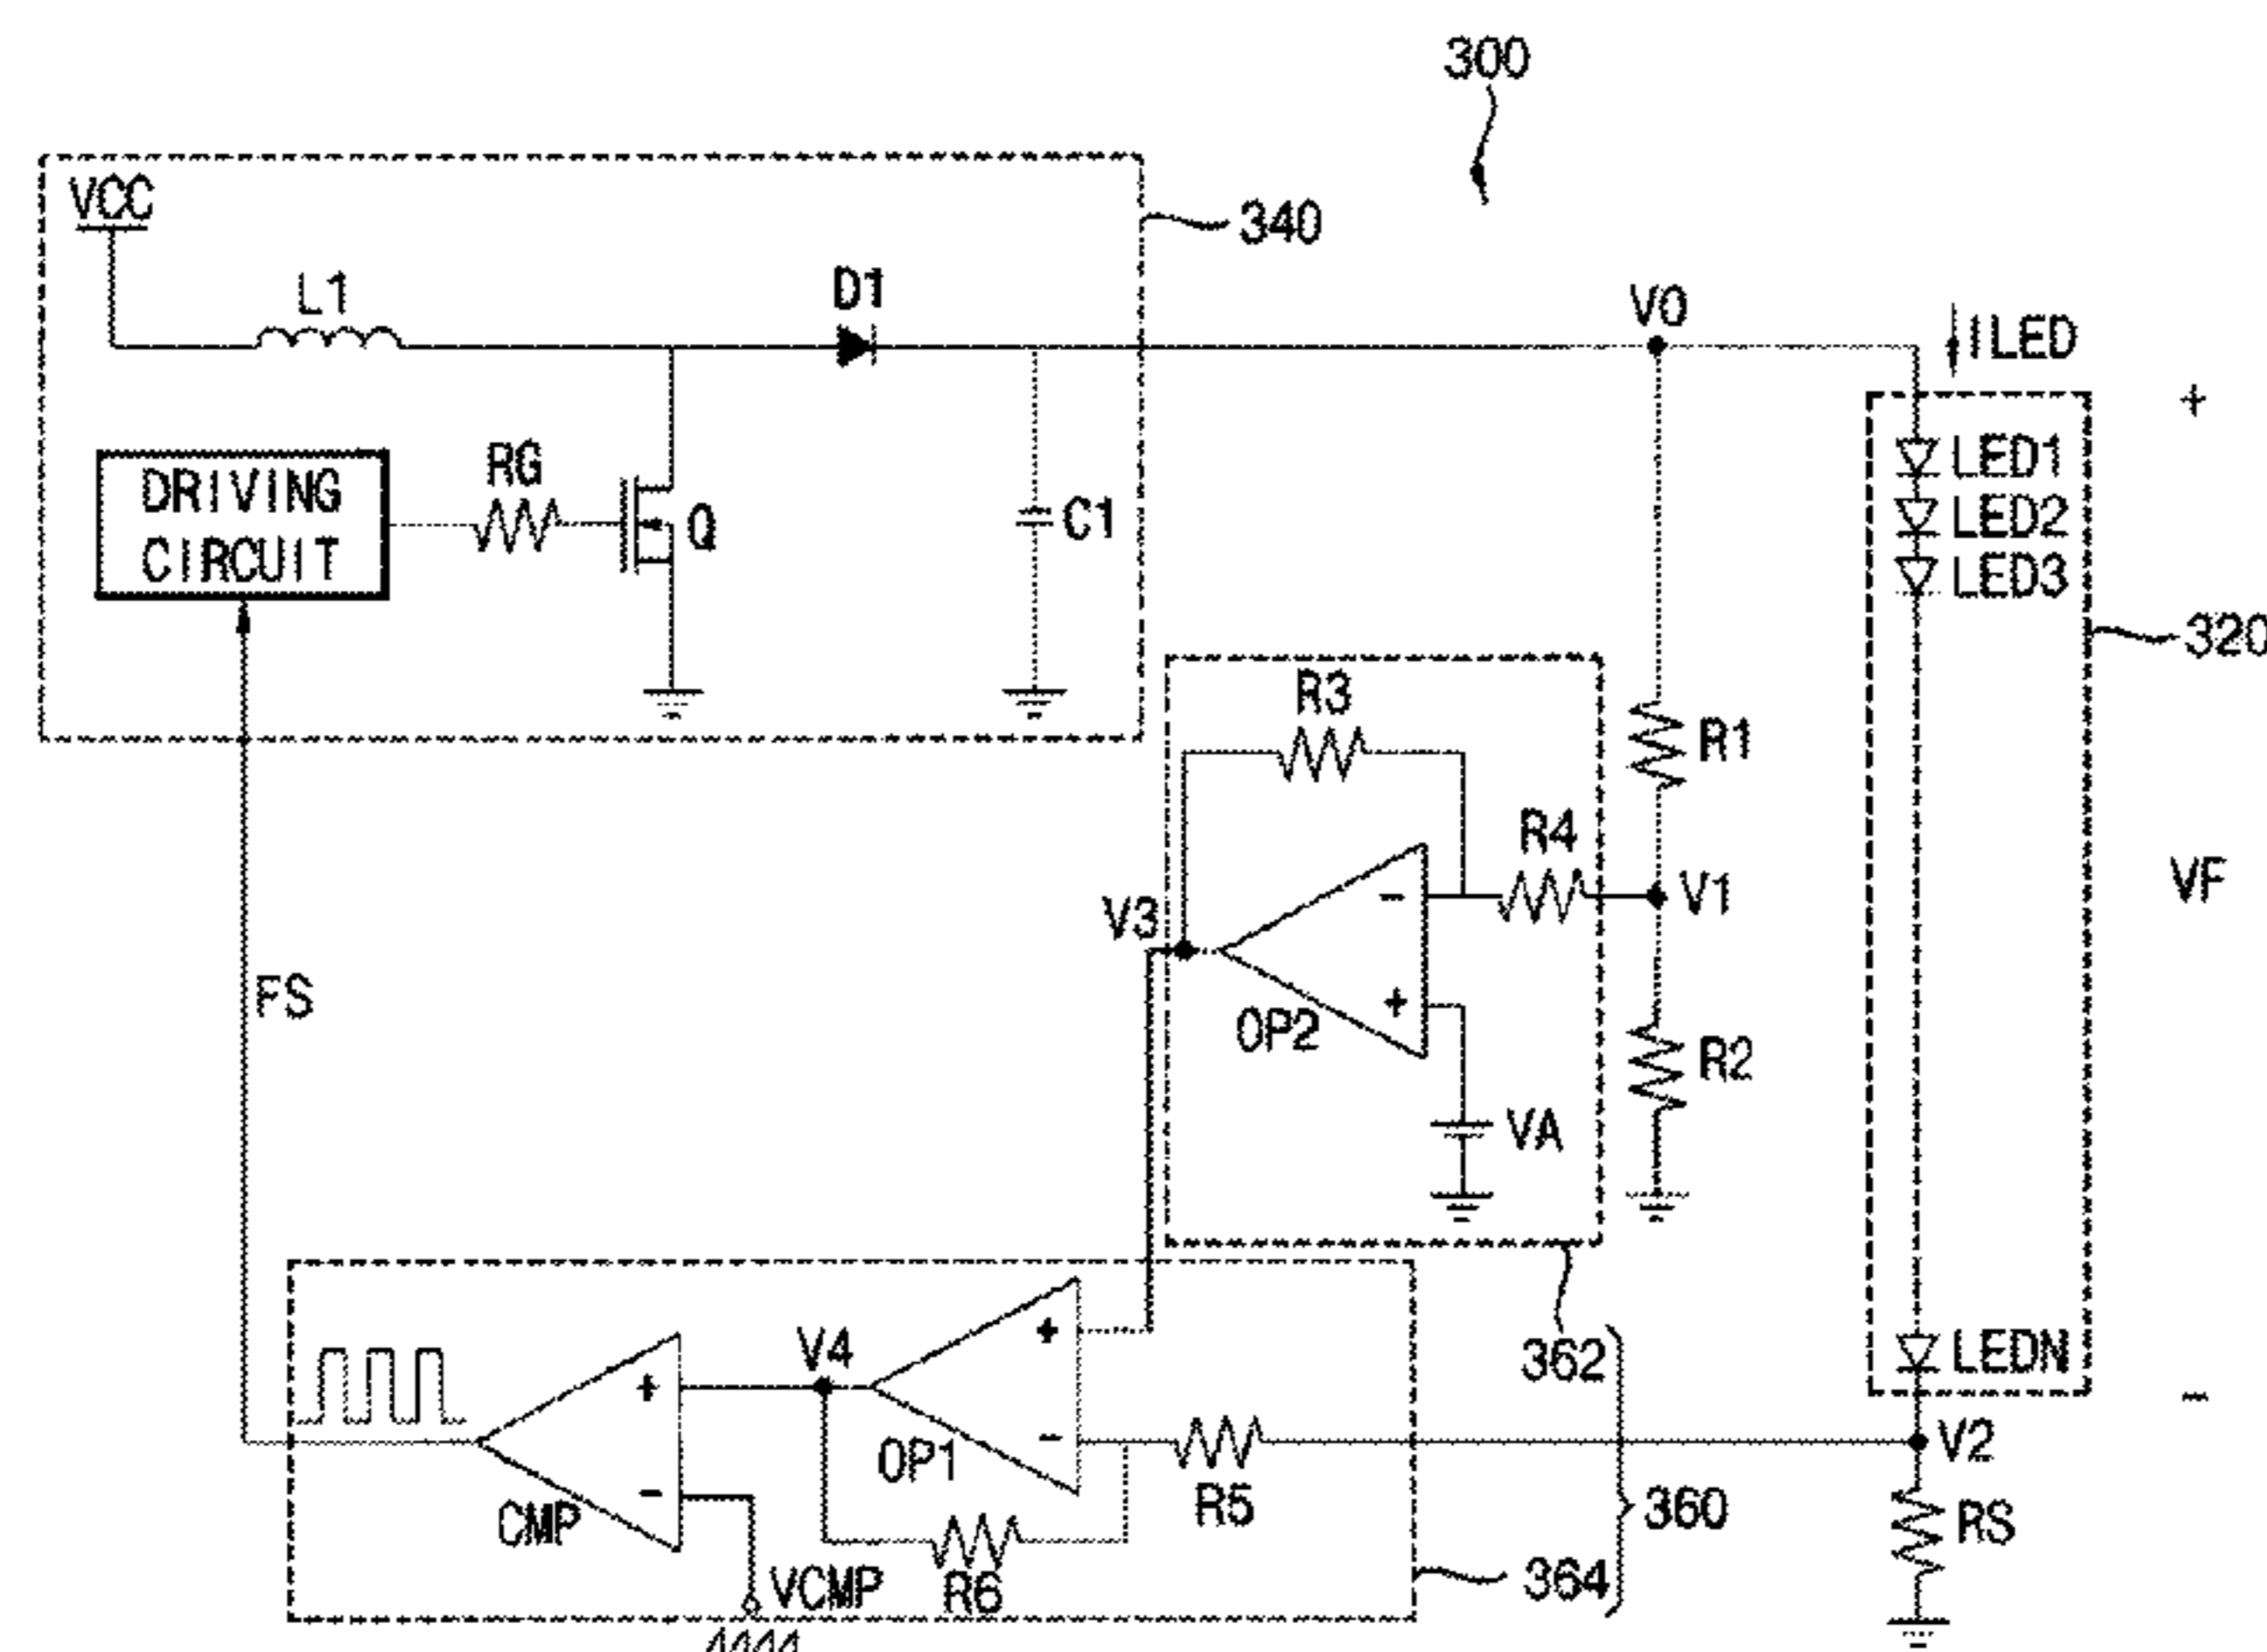 300
VCC
340
L1
D1
VO
ILED
+
DRIVING
CIRCUIT
RG
Q
C1
LED1
LED2
LED3
320
R3
R1
R4
V1
VF
V3
-
FS
+
OP2
R2
VA
V4
+
362
LEDN
+
-
-
V2
OP1
R5
360
RS
-
CMP
VCMP
R6
364